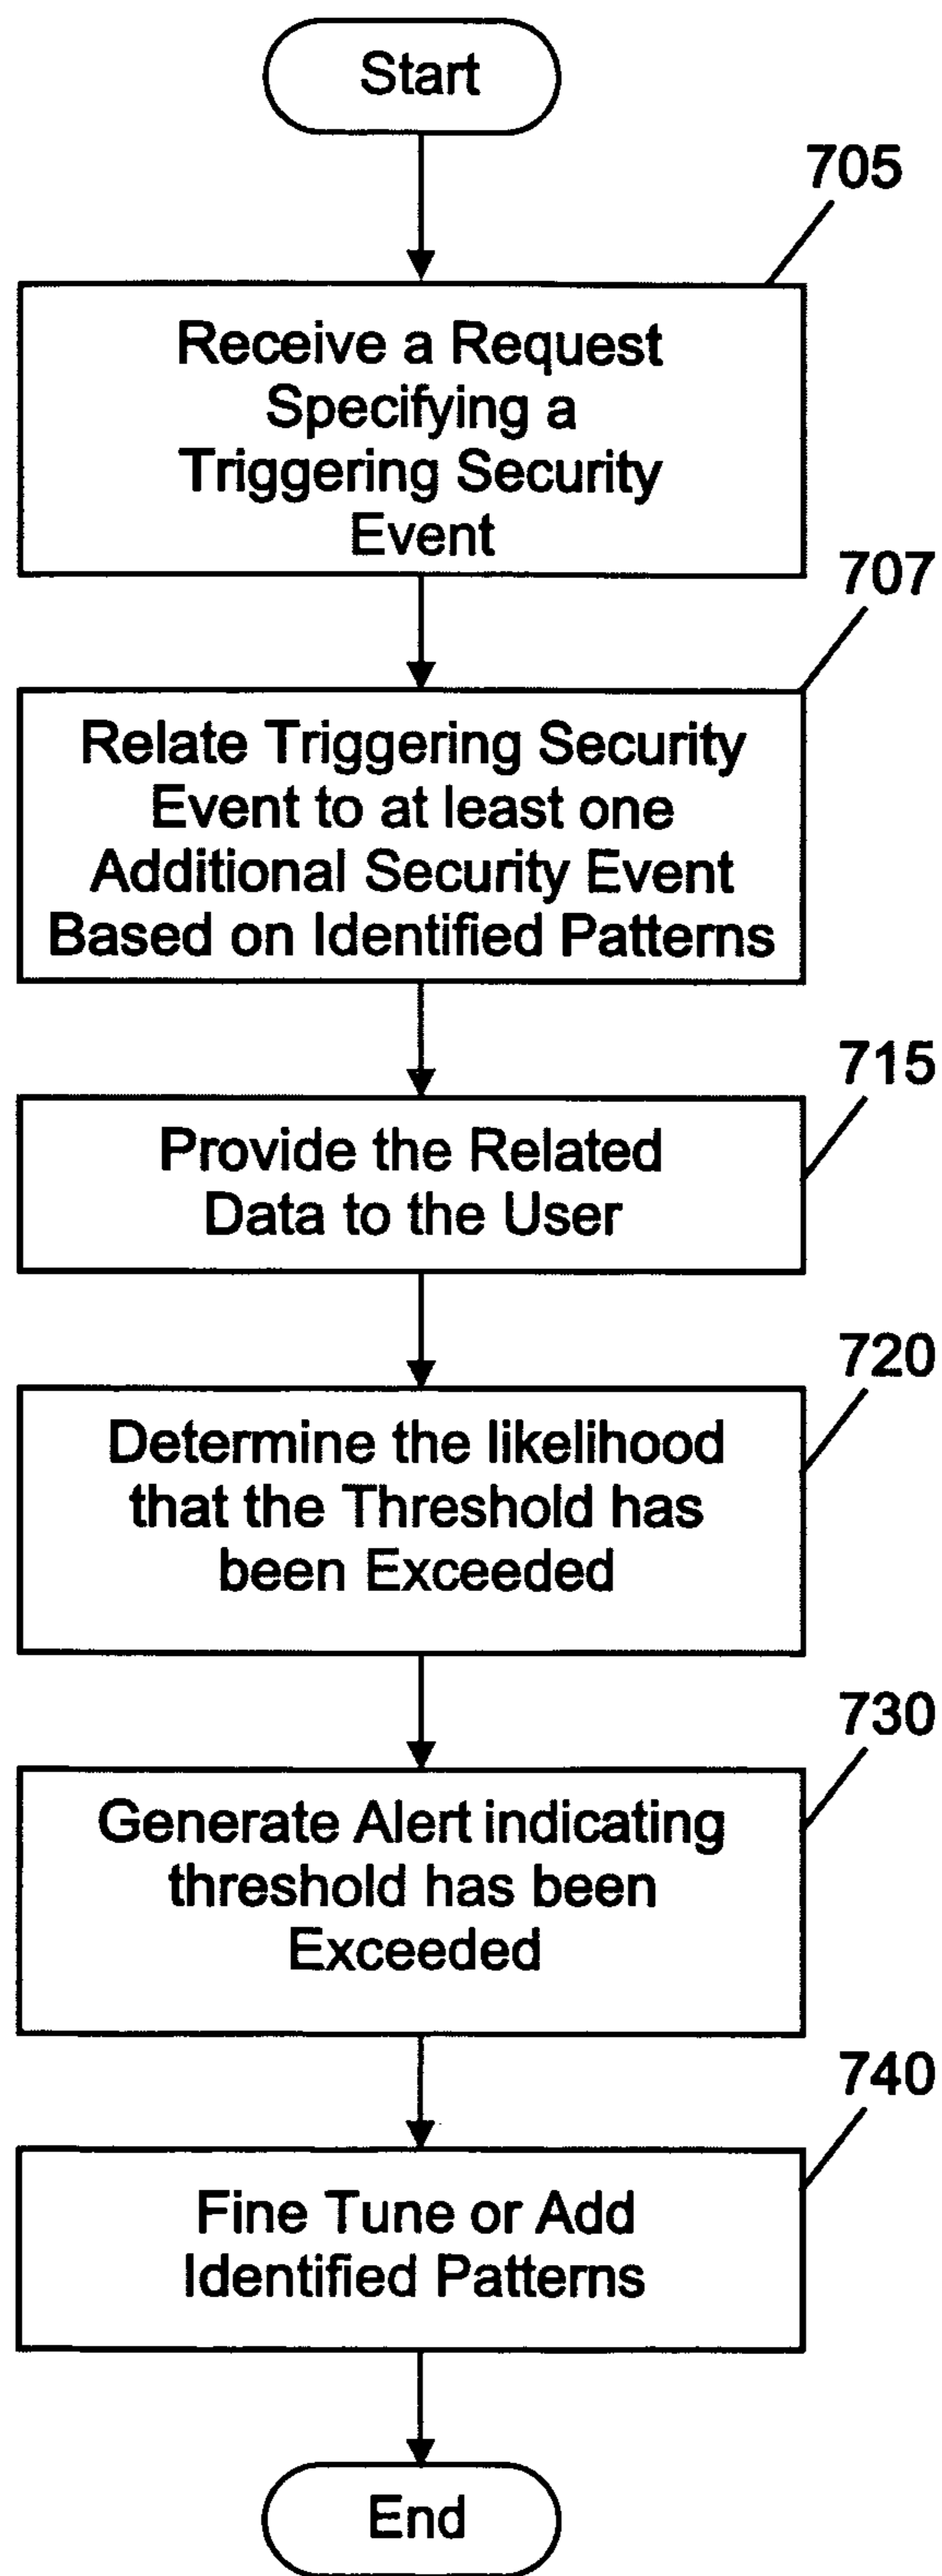 Start
705
Receive a Request
Specifying a
Triggering Security
Event
707
Relate Triggering Security
Event to at least one
Additional Security Event
Based on Identified Patterns
715
Provide the Related
Data to the User
720
Determine the likelihood
that the Threshold has
been Exceeded
730
Generate Alert indicating
threshold has been
Exceeded
740
Fine Tune or Add
Identified Patterns
End